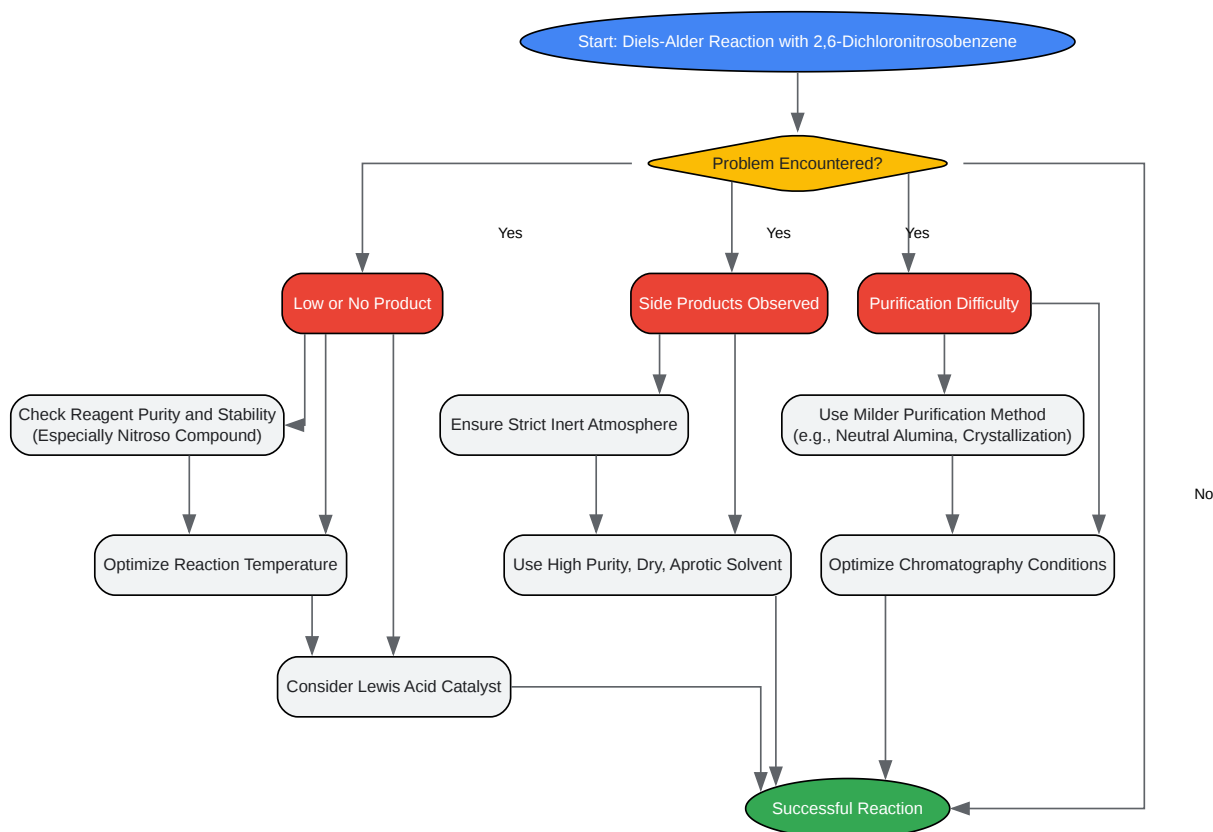 Start: Diels-Alder Reaction with 2,6-Dichloronitrosobenzene
Problem Encountered?
Yes
Yes
Yes
Low or No Product
Side Products Observed
Purification Difficulty
Check Reagent Purity and Stability
(Especially Nitroso Compound)
Ensure Strict Inert Atmosphere
Use Milder Purification Method
(e.g., Neutral Alumina, Crystallization)
No
Optimize Reaction Temperature
Use High Purity, Dry, Aprotic Solvent
Optimize Chromatography Conditions
Consider Lewis Acid Catalyst
Successful Reaction